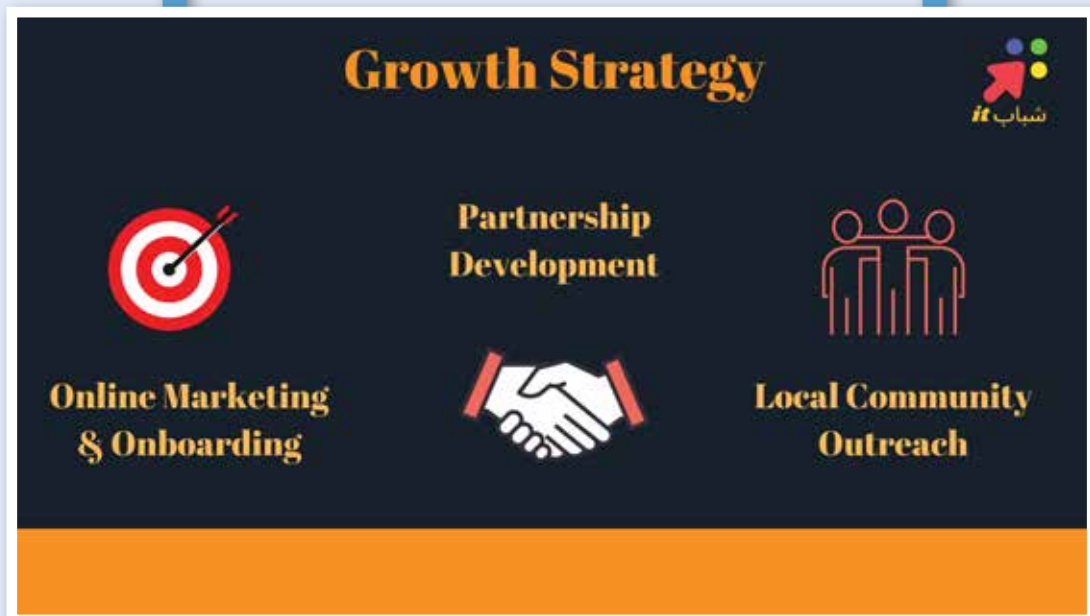 Growth Strategy
شباب it
Partnership
Development
Online Marketing
& Onboarding
Local Community
Outreach